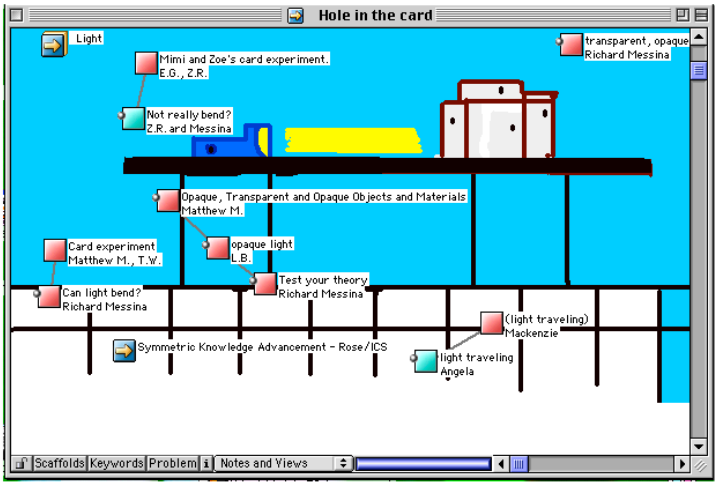 Hole in the card
Light
transparent, opaque
Richard Messina
Mimi and Zoe's card experiment.
E.G., Z.R.
Not really bend?
Z.R. and Messina
Opaque, Transparent and Opaque Objects and Materials
Matthew M.
Card experiment
Matthew M., T.W.
opaque light
L.B.
Test your theory
Richard Messina
Can light bend?
Richard Messina
(light traveling)
Mackenzie
Symmetric Knowledge Advancement - Rose/ICS
light traveling
Angela
Scaffolds Keywords Problem i Notes and Views